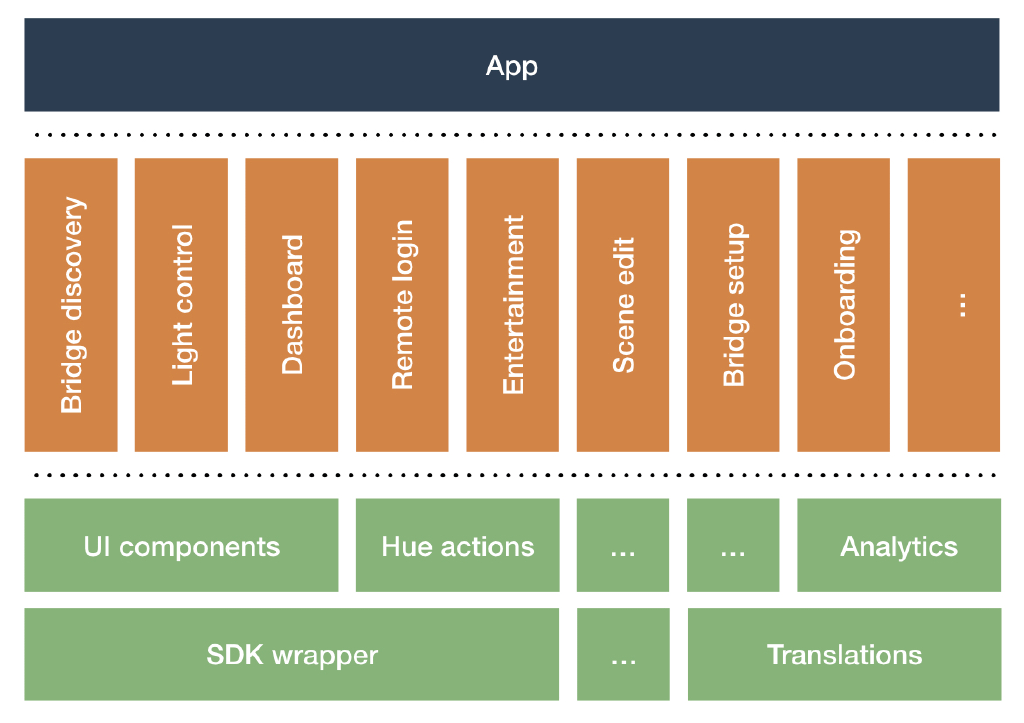 App
Bridge discovery
Light control
Dashboard
Remote login
Entertainment
Scene edit
Bridge setup
Onboarding
...
UI components
Hue actions
...
...
Analytics
SDK wrapper
...
Translations